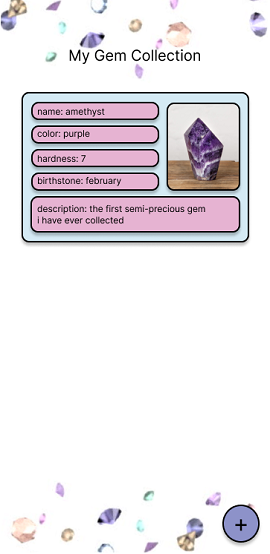 My Gem Collection
name: amethyst
color: purple
hardness: 7
birthstone: february
description: the first semi-precious gem
i have ever collected
+